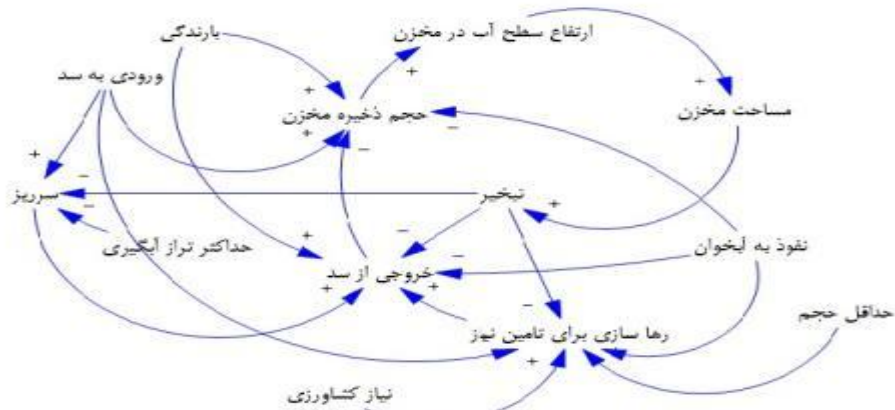 ارتفاع سطح آب در مخزن
بارندگی
ورودی به سد
حجم ذخیره مخزن
مساحت مخزن
سرریز
تبخیر
حداکثر تراز آبگیری
نفوذ به آبخوان
خروجی از سد
حداقل حجم
رها سازی برای تامین نیاز
نیاز کشاورزی